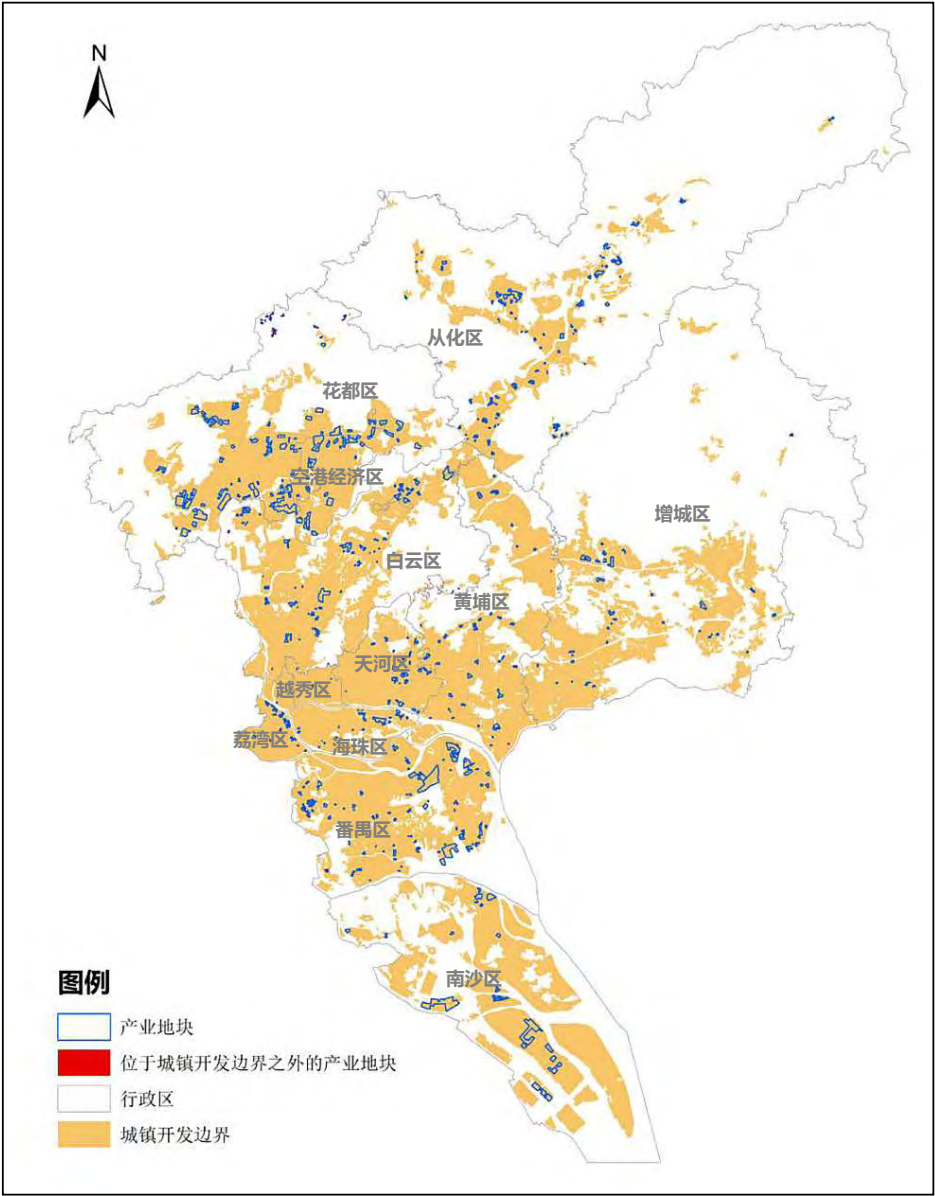 N
从化区
花都区
空港经济区
增城区
白云区
黄埔区
天河区
越秀区
荔湾区
海珠区
番禺区
南沙区
图例
产业地块
位于城镇开发边界之外的产业地块
行政区
城镇开发边界